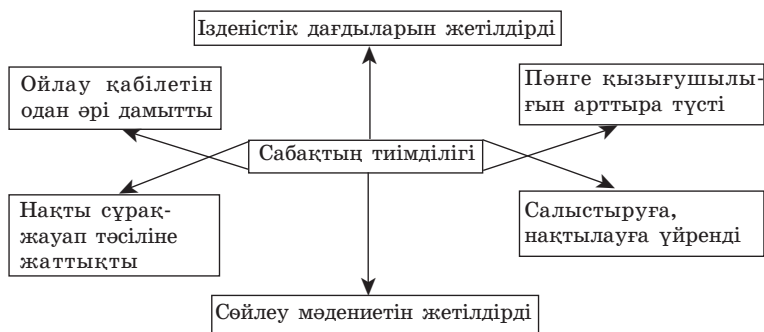 Ізденістік дағдыларын жетілдірді
Ойлау қабілетін
одан әрі дамытты
Пәнге қызығушылы-
ғын арттыра түсті
Сабақтың тиімділігі
Нақты сұрақ-
жауап тәсіліне
жаттықты
Салыстыруға,
нақтылауға үйренді
Сөйлеу мәдениетін жетілдірді